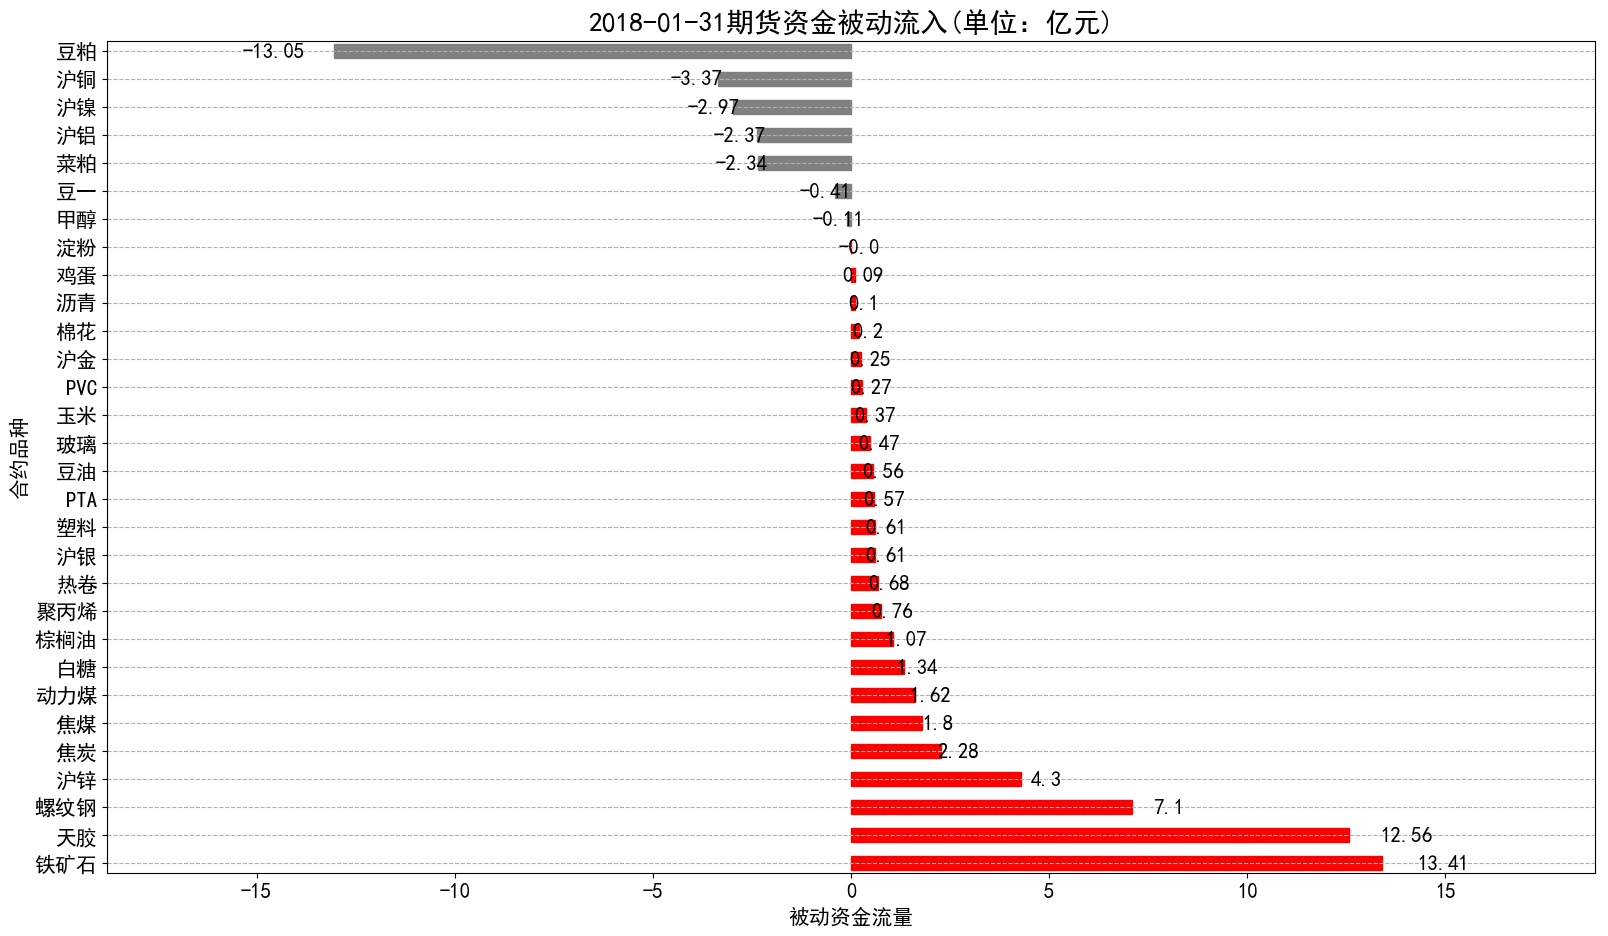 2018-01-31期货资金被动流入(单位：亿元)
豆粕 -13.05
沪铜 -3.37
沪镍 -2.97
沪铝 -2.37
菜粕 -2.34
豆一 -0.41
甲醇 -0.11
淀粉 -0.0
鸡蛋 0.09
沥青 0.1
棉花 0.2
沪金 0.25
PVC 0.27
玉米 0.37
玻璃 0.47
豆油 0.56
PTA 0.57
塑料 0.61
沪银 0.61
热卷 0.68
聚丙烯 0.76
棕榈油 1.07
白糖 1.34
动力煤 1.62
焦煤 1.8
焦炭 2.28
沪锌 4.3
螺纹钢 7.1
天胶 12.56
铁矿石 13.41
合约品种
-15 -10 -5 0 5 10 15
被动资金流量